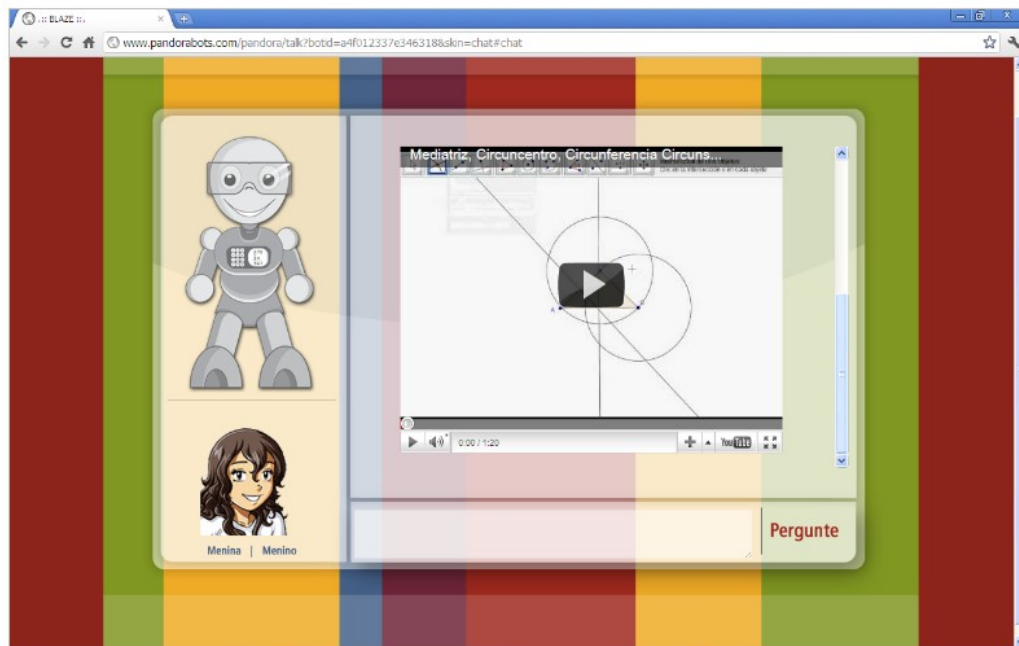 .:: BLAZE ::.
www.pandorabots.com/pandora/talk?botid=a4f012337e346318&skin=chat#chat
Mediatriz, Circuncentro, Circunferencia Circuns...
A
0:00 / 1:20
YouTube
Pergunte
Menina | Menino